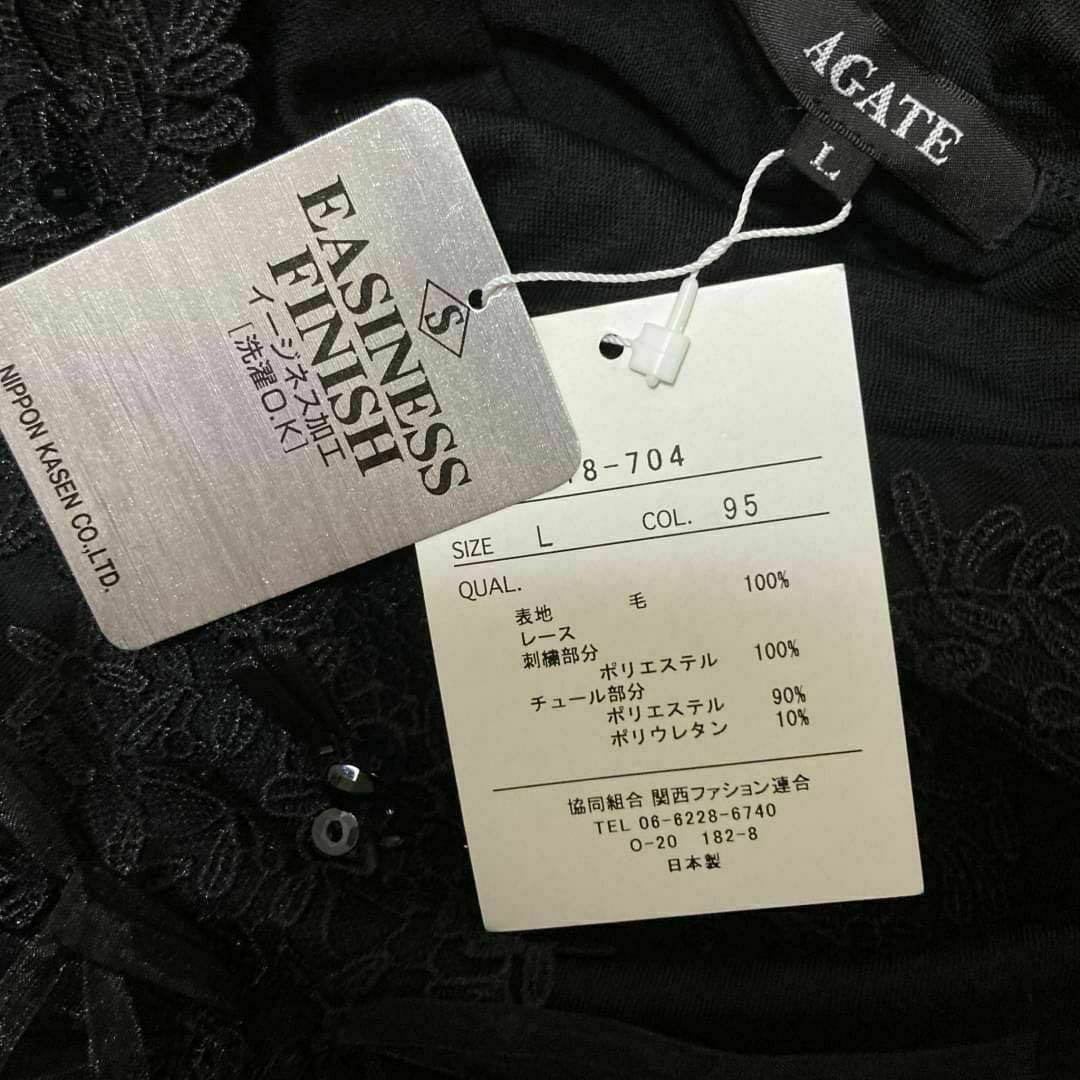 AGATE
L
S
EASINESS
FINISH
イージネス加工
[洗濯O.K]
NIPPON KASEN CO.,LTD.
8-704
SIZE L COL. 95
QUAL.
表地 毛 100%
レース
刺繍部分
ポリエステル 100%
チュール部分
ポリエステル 90%
ポリウレタン 10%
協同組合 関西ファション連合
TEL 06-6228-6740
O-20 182-8
日本製